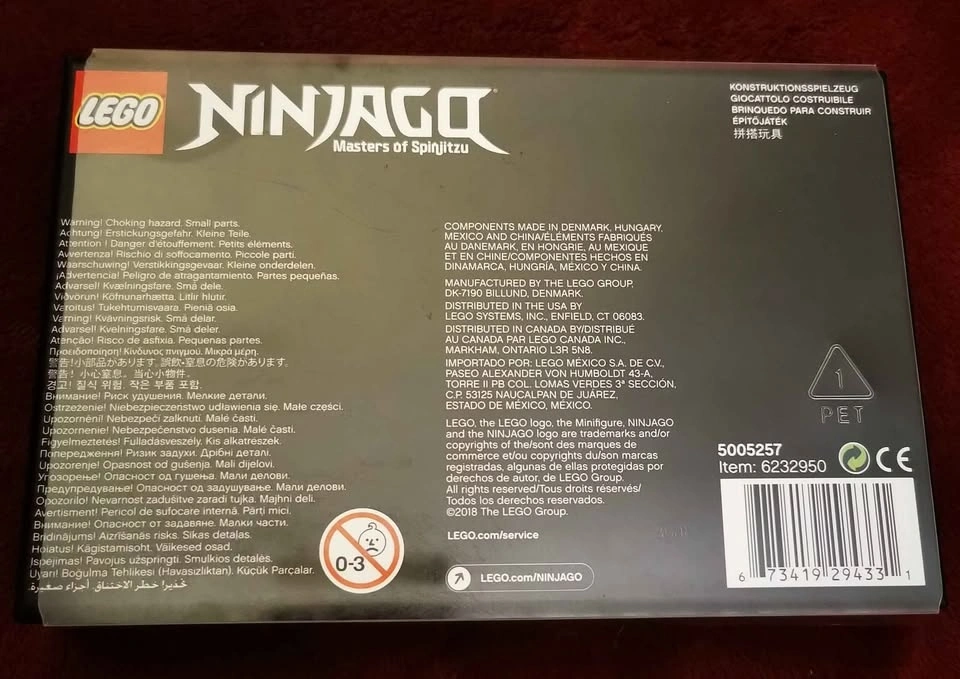 LEGO
NINJAGO
Masters of Spinjitzu
KONSTRUKTIONSSPIELZEUG
GIOCATTOLO COSTRUIBILE
BRINQUEDO PARA CONSTRUIR
ÉPÍTŐJÁTÉK
拼搭玩具
Warning! Choking hazard. Small parts.
Achtung! Erstickungsgefahr. Kleine Teile.
Attention ! Danger d'étouffement. Petits éléments.
Avvertenza! Rischio di soffocamento. Piccole parti.
Waarschuwing! Verstikkingsgevaar. Kleine onderdelen.
¡Advertencia! Peligro de atragantamiento. Partes pequeñas.
Advarsel! Kvælningsfare. Små dele.
Viðvörun! Köfnunarhætta. Litlir hlutir.
Varoitus! Tukehtumisvaara. Pieniä osia.
Varning! Kvävningsrisk. Små delar.
Advarsel! Kvelningsfare. Små deler.
Atenção! Risco de asfixia. Pequenas partes.
Προειδοποίηση! Κίνδυνος πνιγμού. Μικρά μέρη.
警告!小部品があります。誤飲・窒息の危険があります。
警告! 小心窒息。当心小物件。
경고! 질식 위험. 작은 부품 포함.
Внимание! Риск удушения. Мелкие детали.
Ostrzeżenie! Niebezpieczeństwo udławienia się. Małe części.
Upozornění! Nebezpečí zalknutí. Malé části.
Upozornenie! Nebezpečenstvo dusenia. Malé časti.
Figyelmeztetés! Fulladásveszély. Kis alkatrészek.
Попередження! Ризик задухи. Дрібні деталі.
Upozorenje! Opasnost od gušenja. Mali dijelovi.
Упозорење! Опасност од гушења. Мали делови.
Предупредување! Опасност од задушување. Мали делови.
Opozorilo! Nevarnost zadušitve zaradi tujka. Majhni deli.
Avertisment! Pericol de sufocare internă. Părți mici.
Внимание! Опасност от задавяне. Малки части.
Brīdinājums! Aizrīšanās risks. Sīkas detaļas.
Hoiatus! Kägistamisoht. Väikesed osad.
Įspėjimas! Pavojus užspringti. Smulkios detalės.
Uyarı! Boğulma Tehlikesi (Havasızlıktan). Küçük Parçalar.
تحذير! خطر الاختناق. أجزاء صغيرة.
0-3
COMPONENTS MADE IN DENMARK, HUNGARY,
MEXICO AND CHINA/ÉLÉMENTS FABRIQUÉS
AU DANEMARK, EN HONGRIE, AU MEXIQUE
ET EN CHINE/COMPONENTES HECHOS EN
DINAMARCA, HUNGRÍA, MÉXICO Y CHINA.
MANUFACTURED BY THE LEGO GROUP,
DK-7190 BILLUND, DENMARK.
DISTRIBUTED IN THE USA BY
LEGO SYSTEMS, INC., ENFIELD, CT 06083.
DISTRIBUTED IN CANADA BY/DISTRIBUÉ
AU CANADA PAR LEGO CANADA INC.,
MARKHAM, ONTARIO L3R 5N8.
IMPORTADO POR: LEGO MÉXICO S.A. DE C.V.,
PASEO ALEXANDER VON HUMBOLDT 43-A,
TORRE II PB COL. LOMAS VERDES 3ª SECCIÓN,
C.P. 53125 NAUCALPAN DE JUÁREZ,
ESTADO DE MÉXICO, MÉXICO.
LEGO, the LEGO logo, the Minifigure, NINJAGO
and the NINJAGO logo are trademarks and/or
copyrights of the/sont des marques de
commerce et/ou copyrights du/son marcas
registradas, algunas de ellas protegidas por
derechos de autor, de LEGO Group.
All rights reserved/Tous droits réservés/
Todos los derechos reservados.
©2018 The LEGO Group.
LEGO.com/service
LEGO.com/NINJAGO
1
PET
5005257
Item: 6232950
CE
6 73419 29433 1